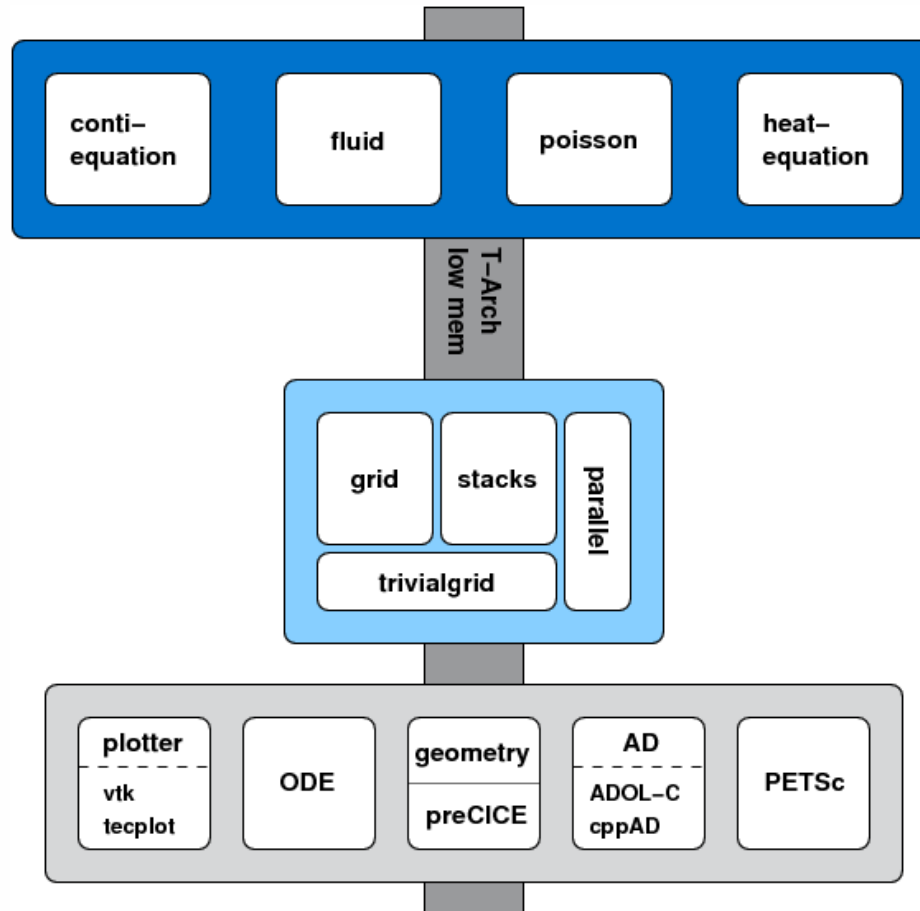 conti–
equation
fluid
poisson
heat–
equation
T–Arch
low mem
grid
stacks
parallel
trivialgrid
plotter
vtk
tecplot
ODE
geometry
preCICE
AD
ADOL–C
cppAD
PETSc